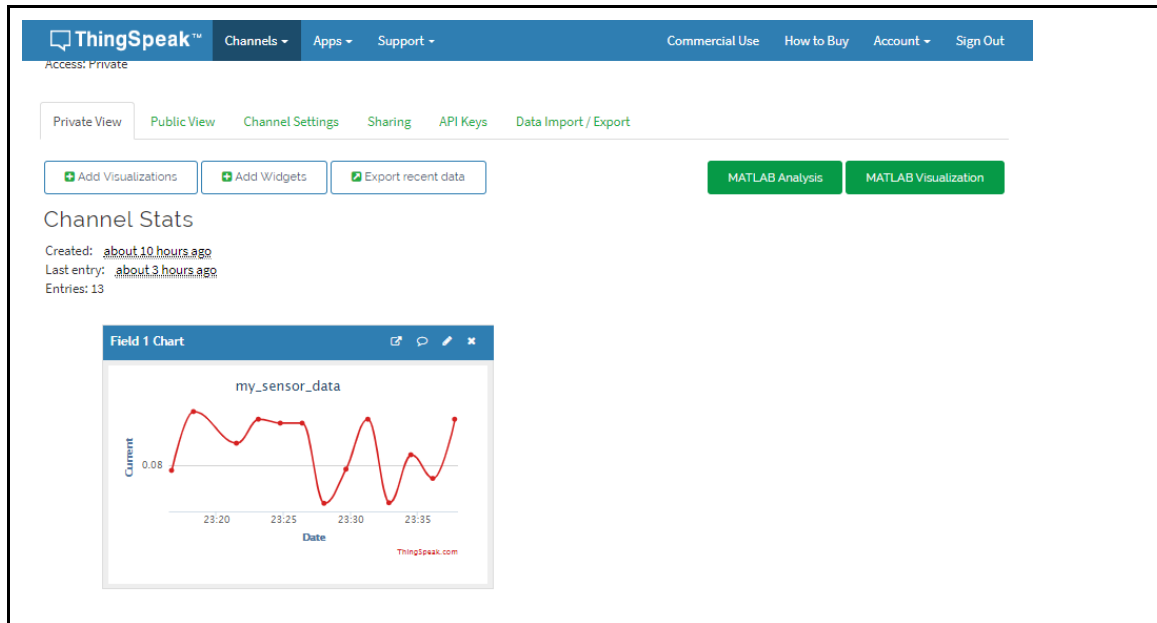 ThingSpeak™ Channels Apps Support Commercial Use How to Buy Account Sign Out
Access: Private
Private View Public View Channel Settings Sharing API Keys Data Import / Export
Add Visualizations Add Widgets Export recent data MATLAB Analysis MATLAB Visualization
Channel Stats
Created: about 10 hours ago
Last entry: about 3 hours ago
Entries: 13
Field 1 Chart
my_sensor_data
Current
0.08
23:20 23:25 23:30 23:35
Date
ThingSpeak.com